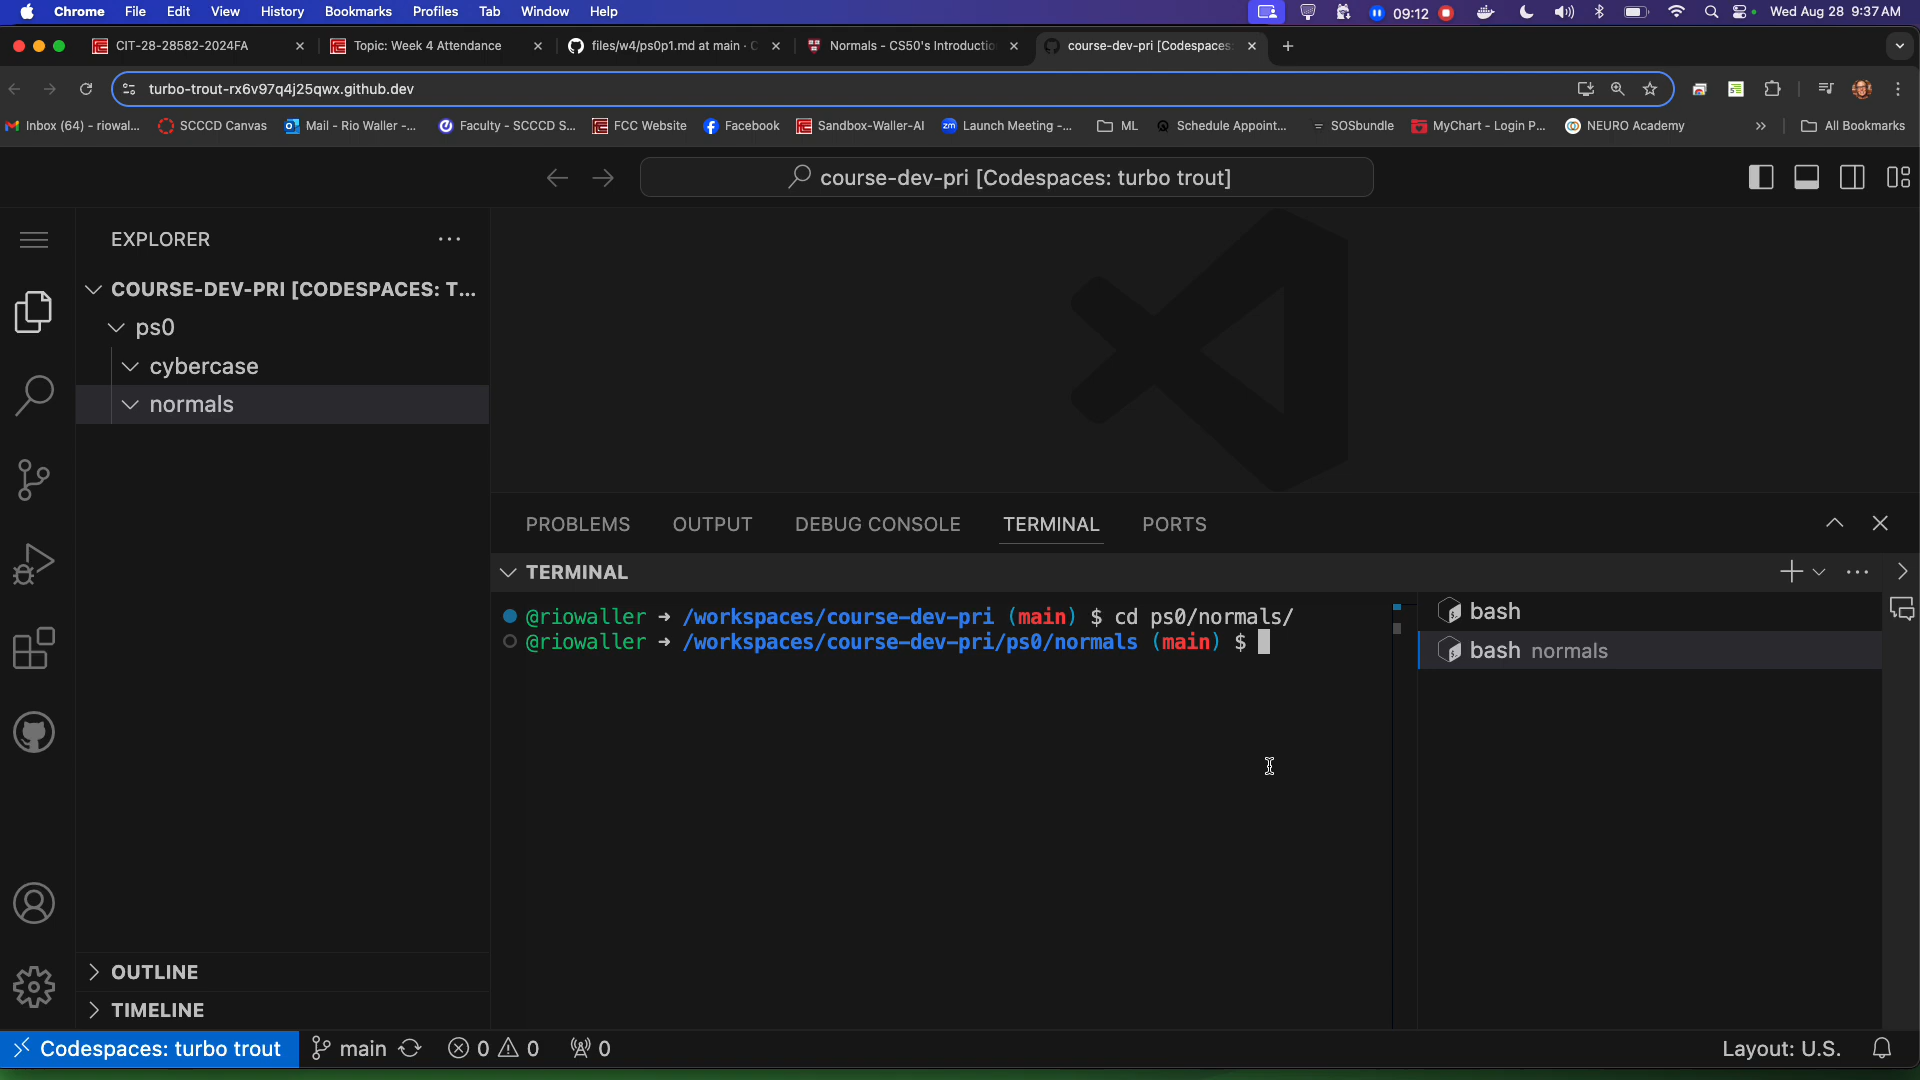 Chrome File Edit View History Bookmarks Profiles Tab Window Help 09:12 Wed Aug 28 9:37 AM
CIT-28-28582-2024FA Topic: Week 4 Attendance files/w4/ps0p1.md at main · C Normals - CS50's Introductio course-dev-pri [Codespaces:
turbo-trout-rx6v97q4j25qwx.github.dev
Inbox (64) - riowal... SCCCD Canvas Mail - Rio Waller -... Faculty - SCCCD S... FCC Website Facebook Sandbox-Waller-AI Launch Meeting -... ML Schedule Appoint... SOSbundle MyChart - Login P... NEURO Academy » All Bookmarks
course-dev-pri [Codespaces: turbo trout]
EXPLORER
COURSE-DEV-PRI [CODESPACES: T...
ps0
cybercase
normals
OUTLINE
TIMELINE
PROBLEMS OUTPUT DEBUG CONSOLE TERMINAL PORTS
TERMINAL
@riowaller ➜ /workspaces/course-dev-pri (main) $ cd ps0/normals/
@riowaller ➜ /workspaces/course-dev-pri/ps0/normals (main) $
bash
bash normals
Codespaces: turbo trout main 0 0 0 Layout: U.S.